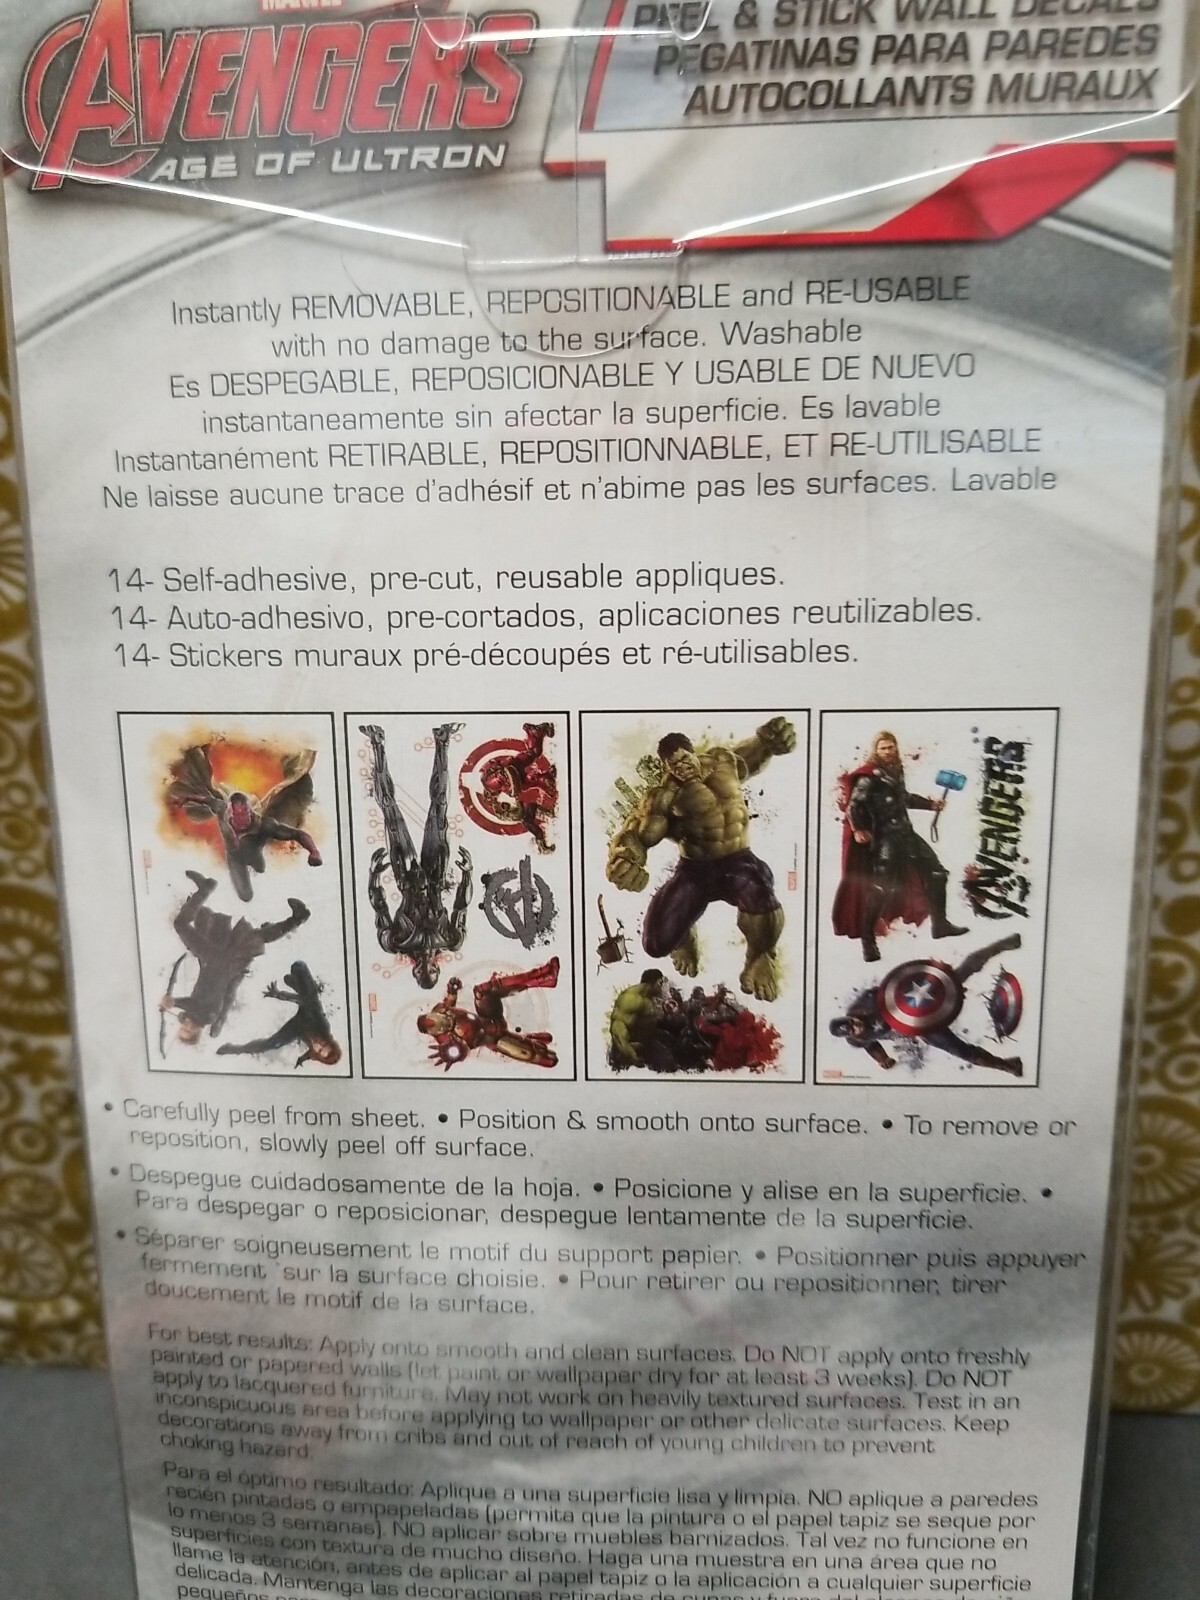 MARVEL
AVENGERS
AGE OF ULTRON
PEEL & STICK WALL DECALS
PEGATINAS PARA PAREDES
AUTOCOLLANTS MURAUX
Instantly REMOVABLE, REPOSITIONABLE and RE-USABLE
with no damage to the surface. Washable
Es DESPEGABLE, REPOSICIONABLE Y USABLE DE NUEVO
instantaneamente sin afectar la superficie. Es lavable
Instantanément RETIRABLE, REPOSITIONNABLE, ET RE-UTILISABLE
Ne laisse aucune trace d'adhésif et n'abime pas les surfaces. Lavable
14- Self-adhesive, pre-cut, reusable appliques.
14- Auto-adhesivo, pre-cortados, aplicaciones reutilizables.
14- Stickers muraux pré-découpés et ré-utilisables.
AVENGERS
• Carefully peel from sheet. • Position & smooth onto surface. • To remove or
reposition, slowly peel off surface.
• Despegue cuidadosamente de la hoja. • Posicione y alise en la superficie. •
Para despegar o reposicionar, despegue lentamente de la superficie.
• Séparer soigneusement le motif du support papier. • Positionner puis appuyer
fermement sur la surface choisie. • Pour retirer ou repositionner, tirer
doucement le motif de la surface.
For best results: Apply onto smooth and clean surfaces. Do NOT apply onto freshly
painted or papered walls (let paint or wallpaper dry for at least 3 weeks). Do NOT
apply to lacquered furniture. May not work on heavily textured surfaces. Test in an
inconspicuous area before applying to wallpaper or other delicate surfaces. Keep
decorations away from cribs and out of reach of young children to prevent
choking hazard.
Para el óptimo resultado: Aplique a una superficie lisa y limpia. NO aplique a paredes
recién pintadas o empapeladas (permita que la pintura o el papel tapiz se seque por
lo menos 3 semanas). NO aplicar sobre muebles barnizados. Tal vez no funcione en
superficies con textura de mucho diseño. Haga una muestra en una área que no
llame la atención, antes de aplicar al papel tapiz o la aplicación a cualquier superficie
delicada. Mantenga las decoraciones retiradas de cunas y fuera del alcance de
pequeños